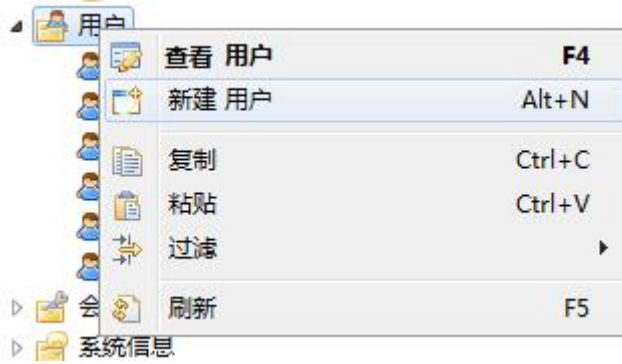 用户
查看 用户 F4
新建 用户 Alt+N
复制 Ctrl+C
粘贴 Ctrl+V
过滤
刷新 F5
会
系统信息